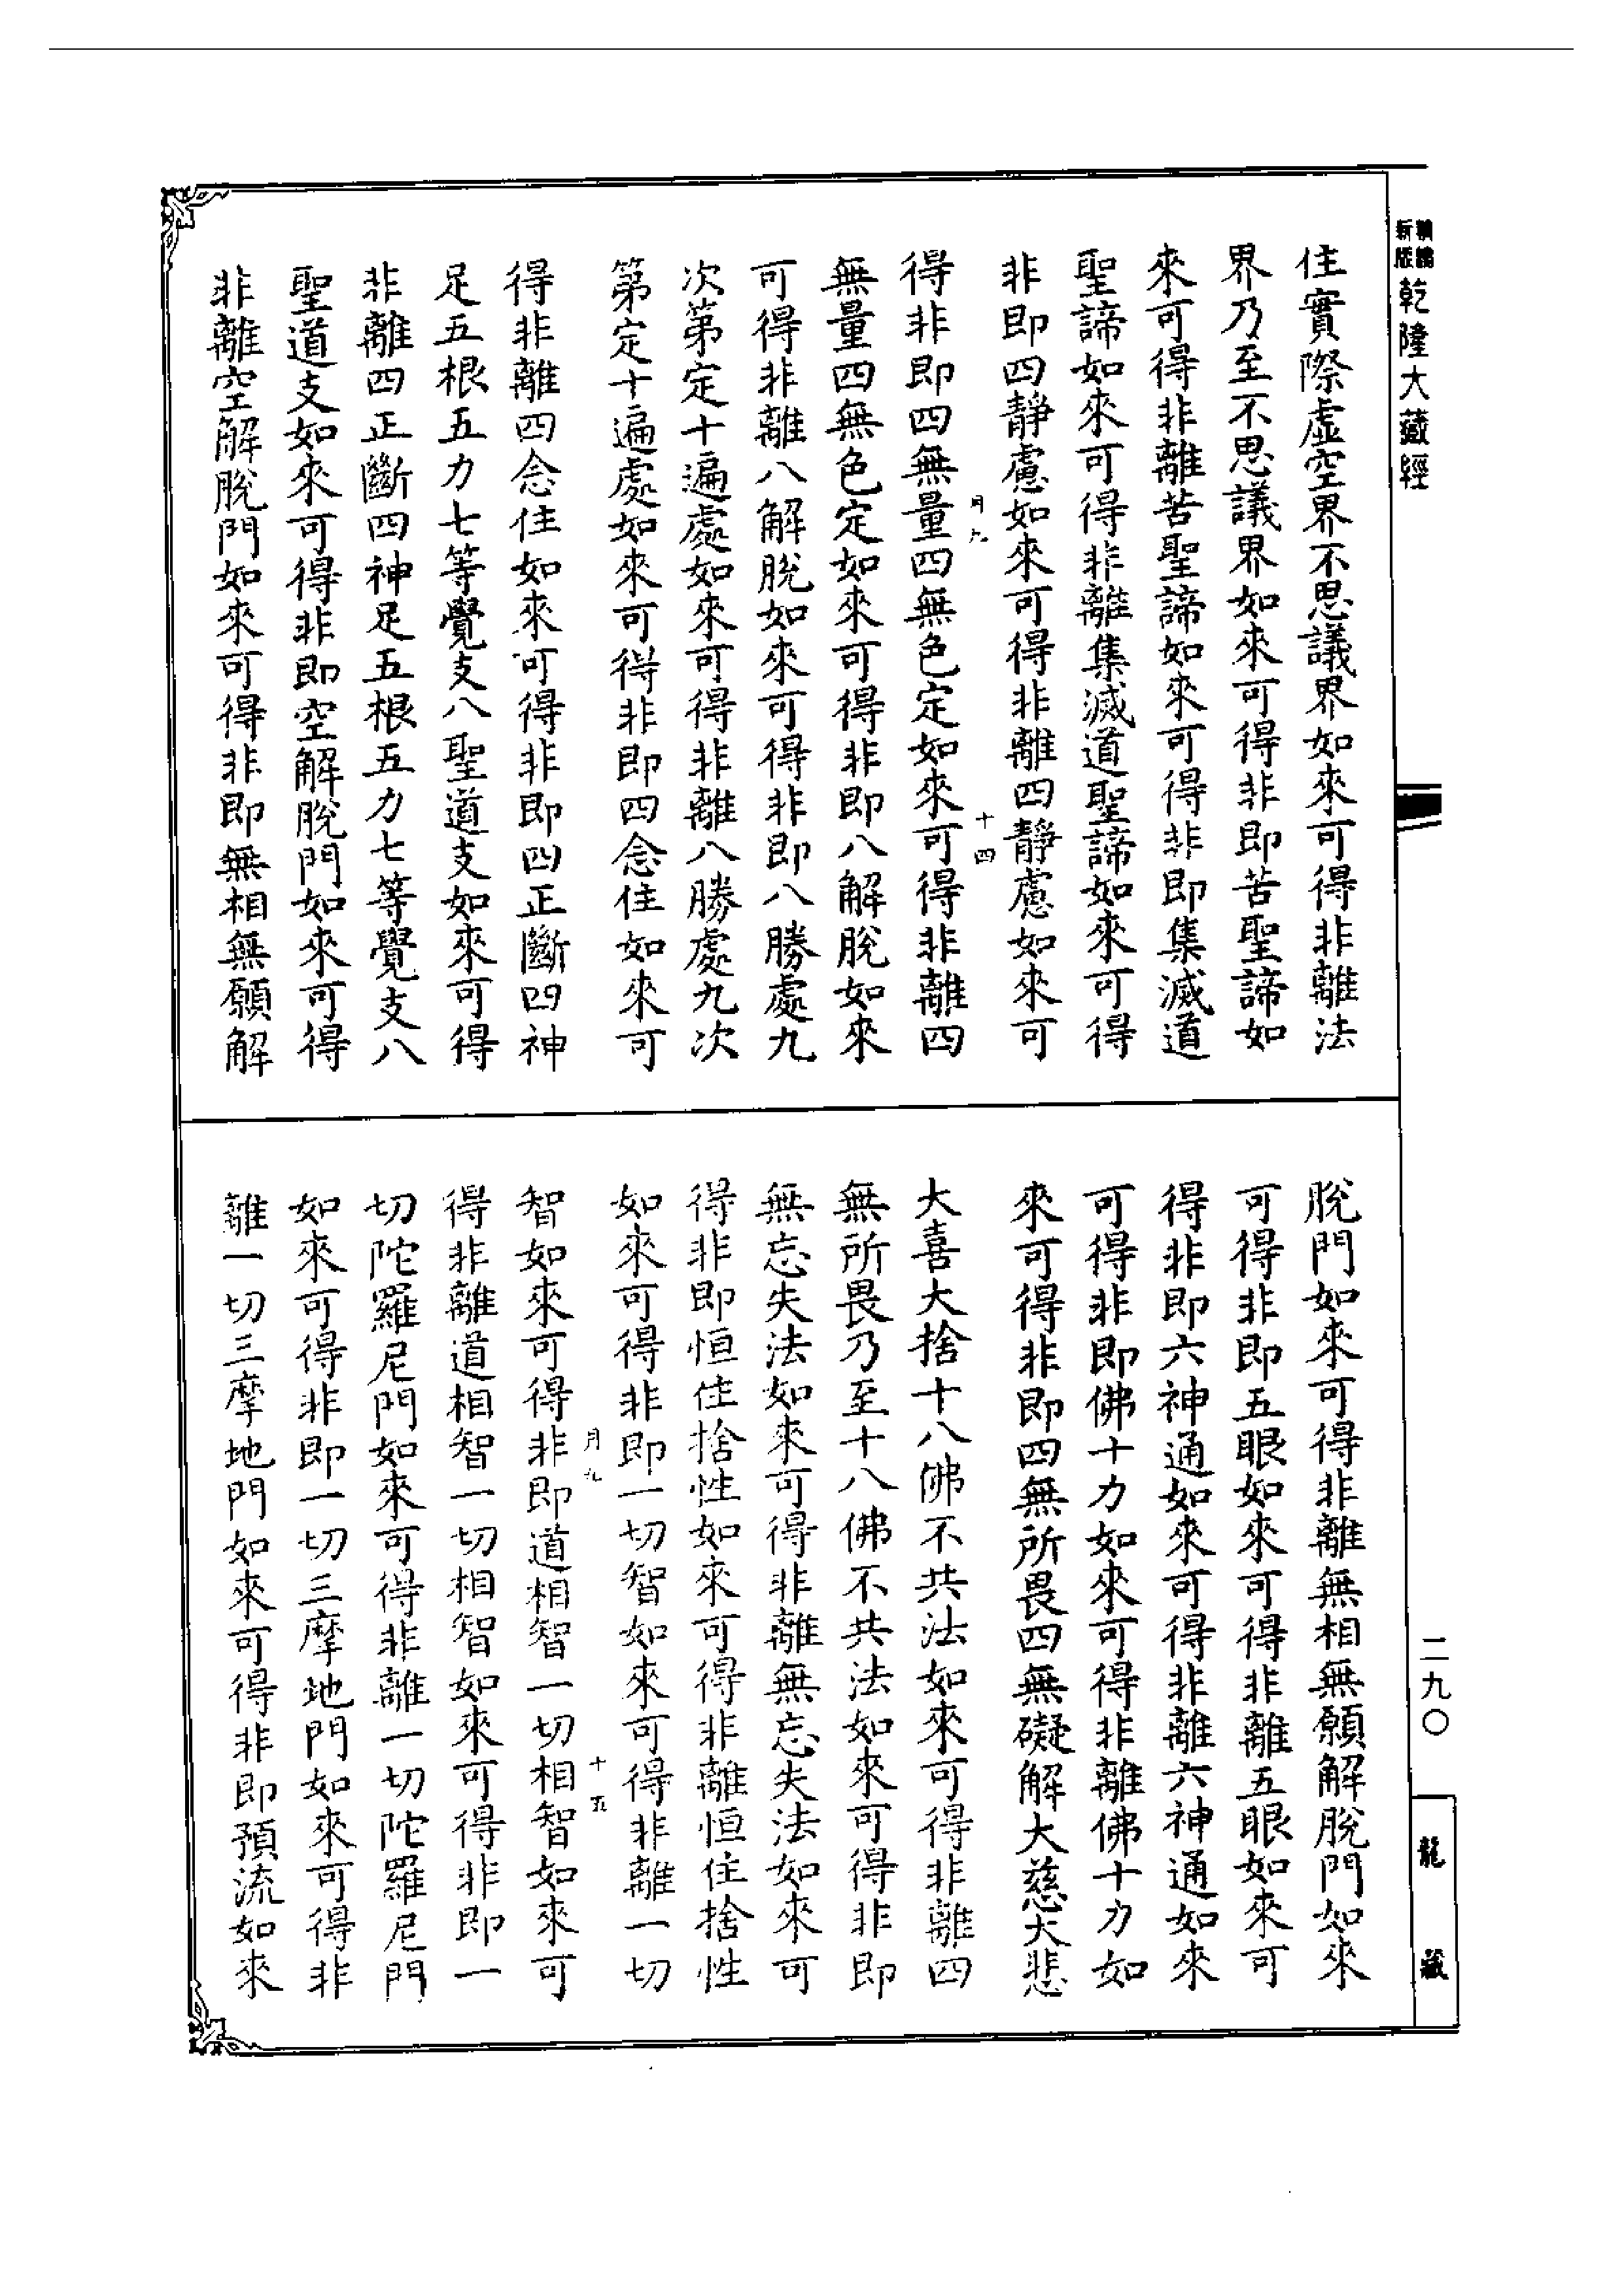 新版
精縮
乾隆大藏經
住實際虛空界不思議界如來可得非離法
界乃至不思議界如來可得非即苦聖諦如
來可得非離苦聖諦如來可得非即集滅道
聖諦如來可得非離集滅道聖諦如來可得
非即四靜慮如來可得非離四靜慮如來可
月九
十四
得非即四無量四無色定如來可得非離四
無量四無色定如來可得非即八解脫如來
可得非離八解脫如來可得非即八勝處九
次第定十遍處如來可得非離八勝處九次
第定十遍處如來可得非即四念住如來可
得非離四念住如來可得非即四正斷四神
足五根五力七等覺支八聖道支如來可得
非離四正斷四神足五根五力七等覺支八
聖道支如來可得非即空解脫門如來可得
非離空解脫門如來可得非即無相無願解
脫門如來可得非離無相無願解脫門如來
可得非即五眼如來可得非離五眼如來可
得非即六神通如來可得非離六神通如來
可得非即佛十力如來可得非離佛十力如
來可得非即四無所畏四無礙解大慈大悲
大喜大捨十八佛不共法如來可得非離四
無所畏乃至十八佛不共法如來可得非即
無忘失法如來可得非離無忘失法如來可
得非即恒住捨性如來可得非離恒住捨性
如來可得非即一切智如來可得非離一切
月九
十五
智如來可得非即道相智一切相智如來可
得非離道相智一切相智如來可得非即一
切陀羅尼門如來可得非離一切陀羅尼門
如來可得非即一切三摩地門如來可得非
離一切三摩地門如來可得非即預流如來
二九〇
龍藏